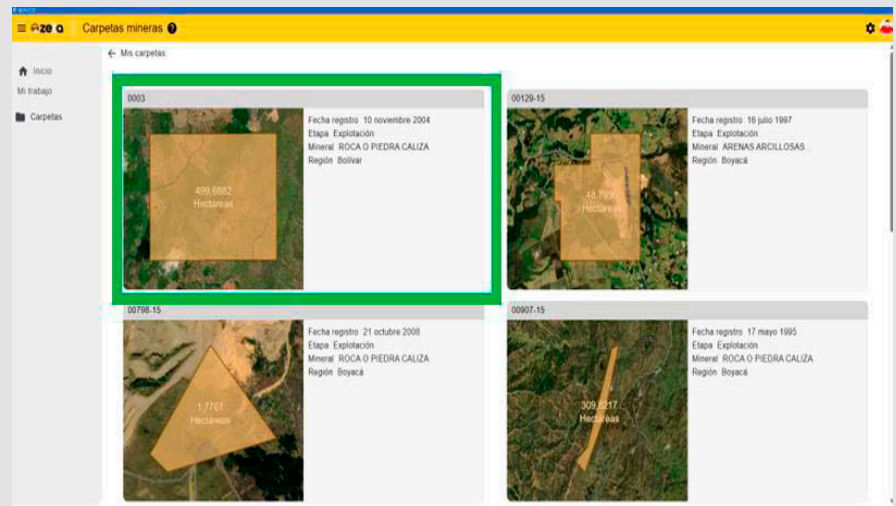 Carpetas mineras
Mis carpetas
Inicio
Mi trabajo
Carpetas
0003
Fecha registro 10 noviembre 2004
Etapa Explotación
Mineral ROCA O PIEDRA CALIZA
Región Bolívar
499,6882
Hectáreas
00129-15
Fecha registro 16 julio 1997
Etapa Explotación
Mineral ARENAS ARCILLOSAS...
Región Boyacá
Hectáreas
00798-15
Fecha registro 21 octubre 2008
Etapa Explotación
Mineral ROCA O PIEDRA CALIZA
Región Boyacá
1,7761
Hectáreas
00907-15
Fecha registro 17 mayo 1995
Etapa Explotación
Mineral ROCA O PIEDRA CALIZA
Región Boyacá
309,8217
Hectáreas